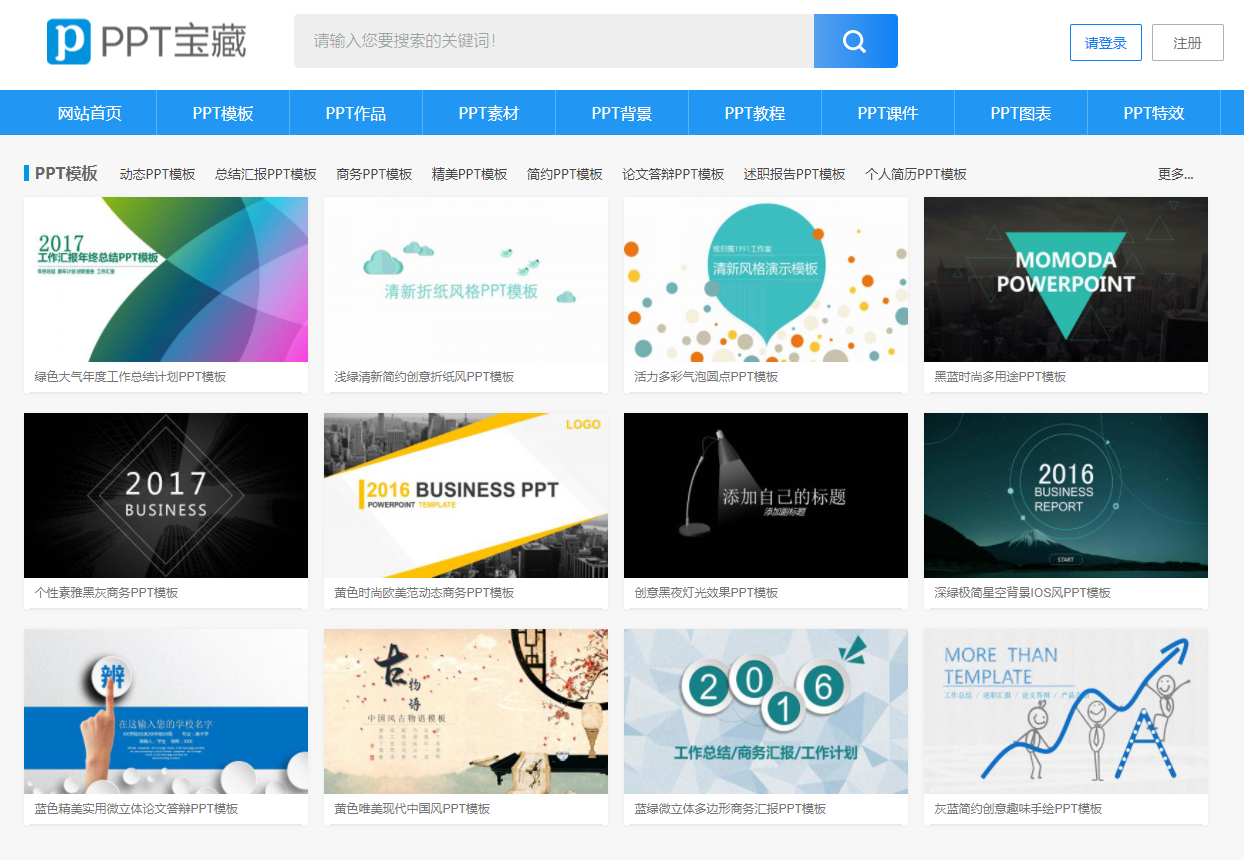 PPT宝藏
请输入您要搜索的关键词!
请登录
注册
网站首页 PPT模板 PPT作品 PPT素材 PPT背景 PPT教程 PPT课件 PPT图表 PPT特效
PPT模板 动态PPT模板 总结汇报PPT模板 商务PPT模板 精美PPT模板 简约PPT模板 论文答辩PPT模板 述职报告PPT模板 个人简历PPT模板 更多...
2017
工作汇报年终总结PPT模板
清新折纸风格PPT模板
清新风格演示模板
MOMODA
POWERPOINT
绿色大气年度工作总结计划PPT模板
浅绿清新简约创意折纸风PPT模板
活力多彩气泡圆点PPT模板
黑蓝时尚多用途PPT模板
2017
BUSINESS
LOGO
2016 BUSINESS PPT
POWERPOINT TEMPLATE
添加自己的标题
添加副标题
2016
BUSINESS
REPORT
START
个性素雅黑灰商务PPT模板
黄色时尚欧美范动态商务PPT模板
创意黑夜灯光效果PPT模板
深绿极简星空背景IOS风PPT模板
辨
在这输入您的学校名字
古物语
中国风古物语模板
2016
工作总结/商务汇报/工作计划
MORE THAN
TEMPLATE
工作总结 / 述职汇报 / 论文答辩 /
蓝色精美实用微立体论文答辩PPT模板
黄色唯美现代中国风PPT模板
蓝绿微立体多边形商务汇报PPT模板
灰蓝简约创意趣味手绘PPT模板